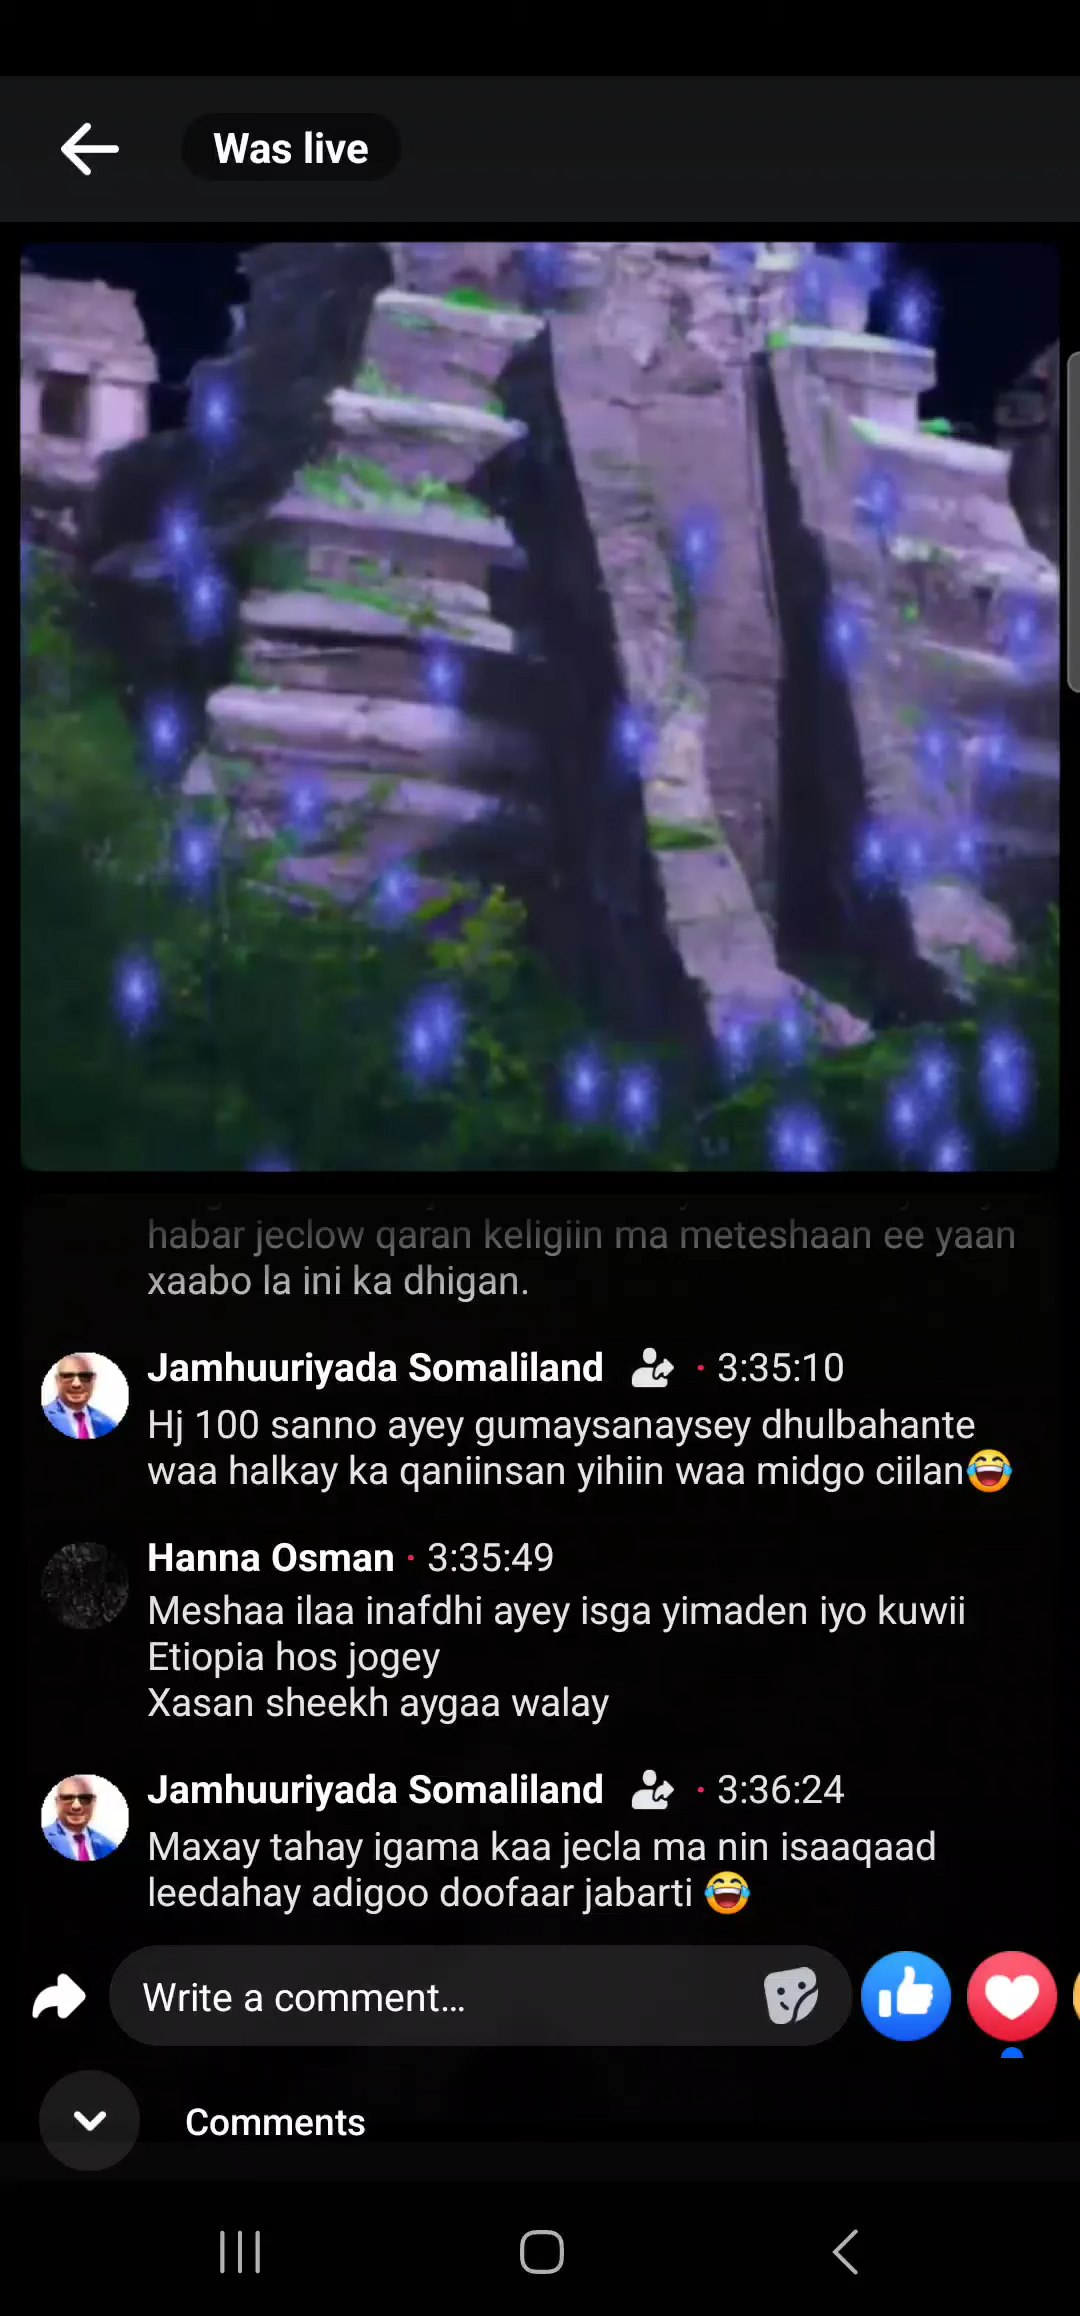 Was live
habar jeclow qaran keligiin ma meteshaan ee yaan
xaabo la ini ka dhigan.
Jamhuuriyada Somaliland · 3:35:10
Hj 100 sanno ayey gumaysanaysey dhulbahante
waa halkay ka qaniinsan yihiin waa midgo ciilan😂
Hanna Osman · 3:35:49
Meshaa ilaa inafdhi ayey isga yimaden iyo kuwii
Etiopia hos jogey
Xasan sheekh aygaa walay
Jamhuuriyada Somaliland · 3:36:24
Maxay tahay igama kaa jecla ma nin isaaqaad
leedahay adigoo doofaar jabarti 😂
Write a comment...
Comments